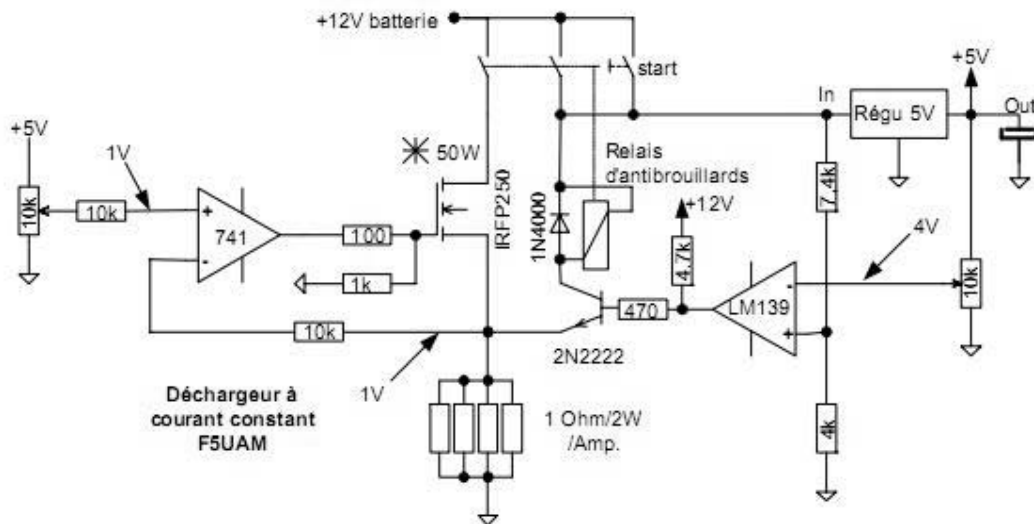 +12V batterie
start
+5V
In
Régu 5V
Out
+5V
1V
50W
10k
10k
+
-
741
100
1k
IRFP250
Relais
d'antibrouillards
1N4000
+12V
4.7k
7.4k
4V
10k
-
+
LM139
470
2N2222
10k
1V
Déchargeur à
courant constant
F5UAM
1 Ohm/2W
/Amp.
4k